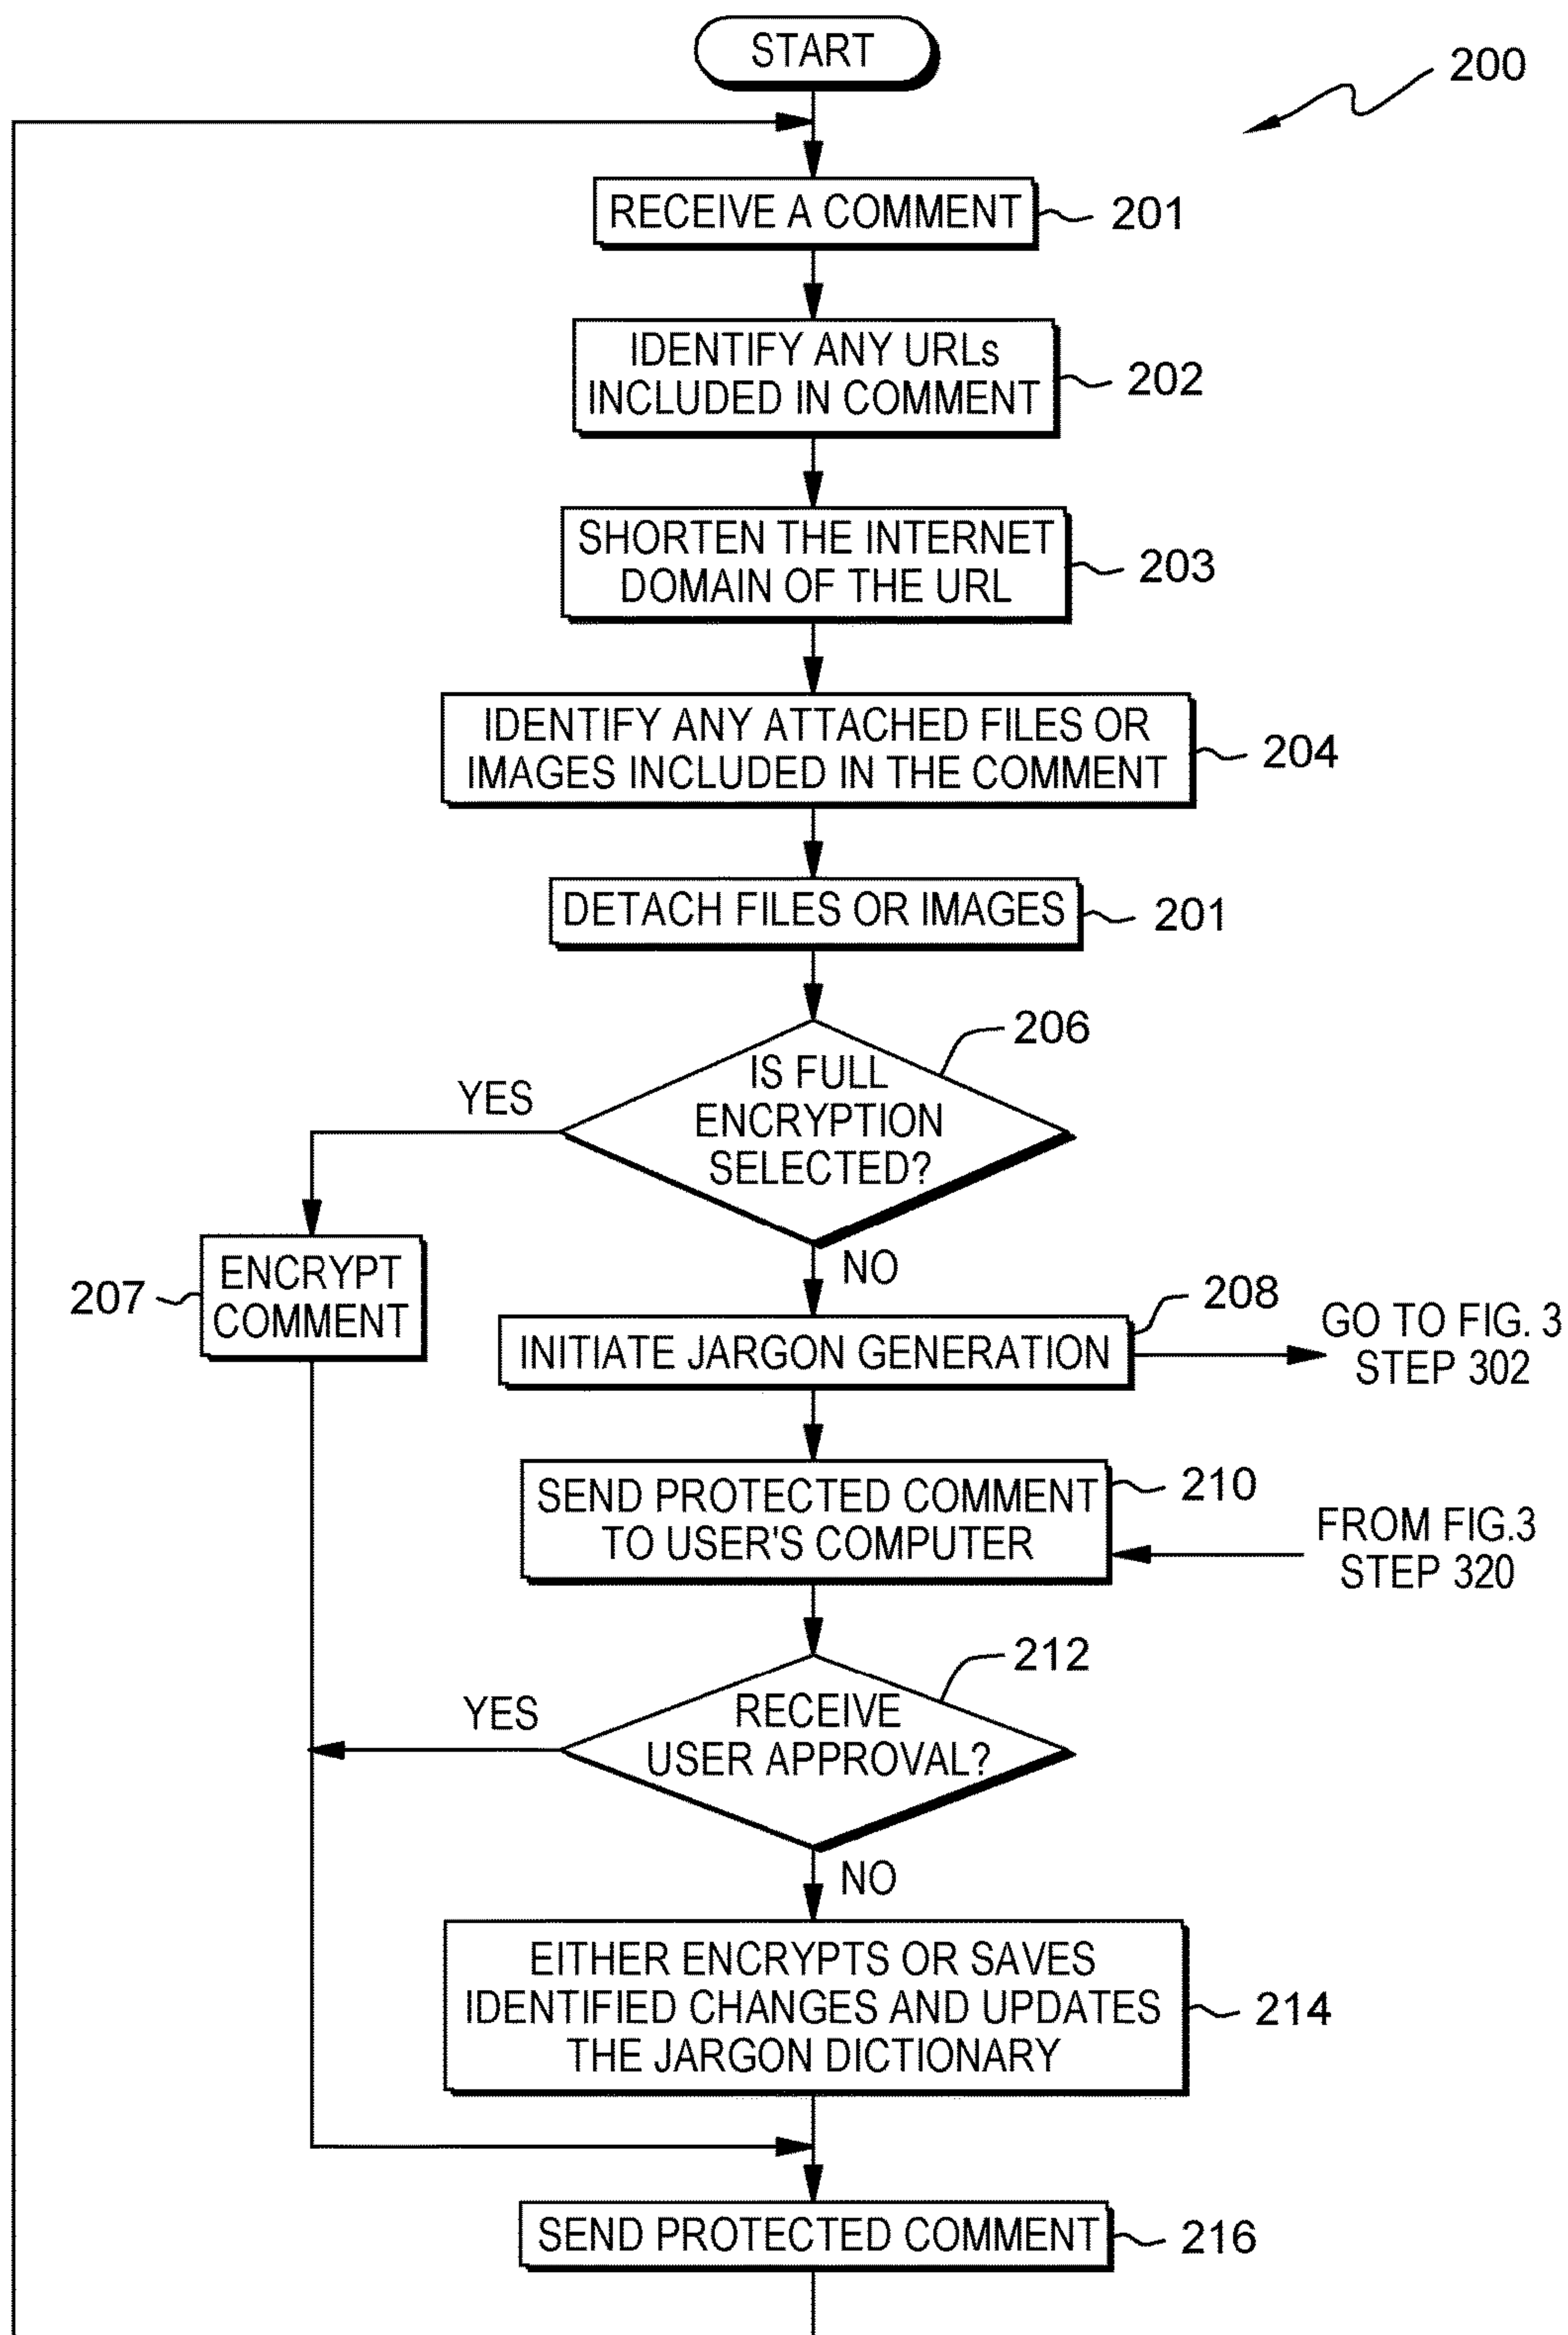 START
200
RECEIVE A COMMENT
201
IDENTIFY ANY URLs
INCLUDED IN COMMENT
202
SHORTEN THE INTERNET
DOMAIN OF THE URL
203
IDENTIFY ANY ATTACHED FILES OR
IMAGES INCLUDED IN THE COMMENT
204
DETACH FILES OR IMAGES
201
206
IS FULL
ENCRYPTION
SELECTED?
YES
NO
ENCRYPT
COMMENT
207
INITIATE JARGON GENERATION
208
GO TO FIG. 3
STEP 302
SEND PROTECTED COMMENT
TO USER'S COMPUTER
210
FROM FIG.3
STEP 320
212
RECEIVE
USER APPROVAL?
YES
NO
EITHER ENCRYPTS OR SAVES
IDENTIFIED CHANGES AND UPDATES
THE JARGON DICTIONARY
214
SEND PROTECTED COMMENT
216